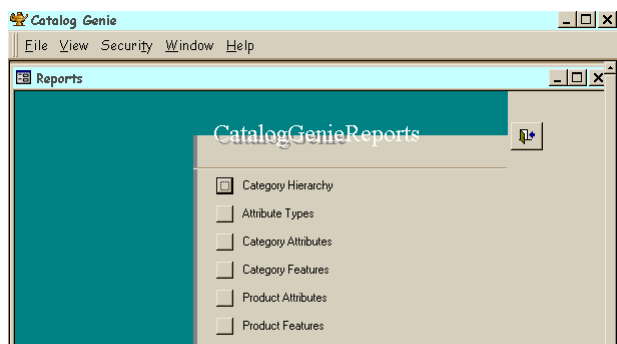 Catalog Genie
File View Security Window Help
Reports
CatalogGenieReports
Category Hierarchy
Attribute Types
Category Attributes
Category Features
Product Attributes
Product Features